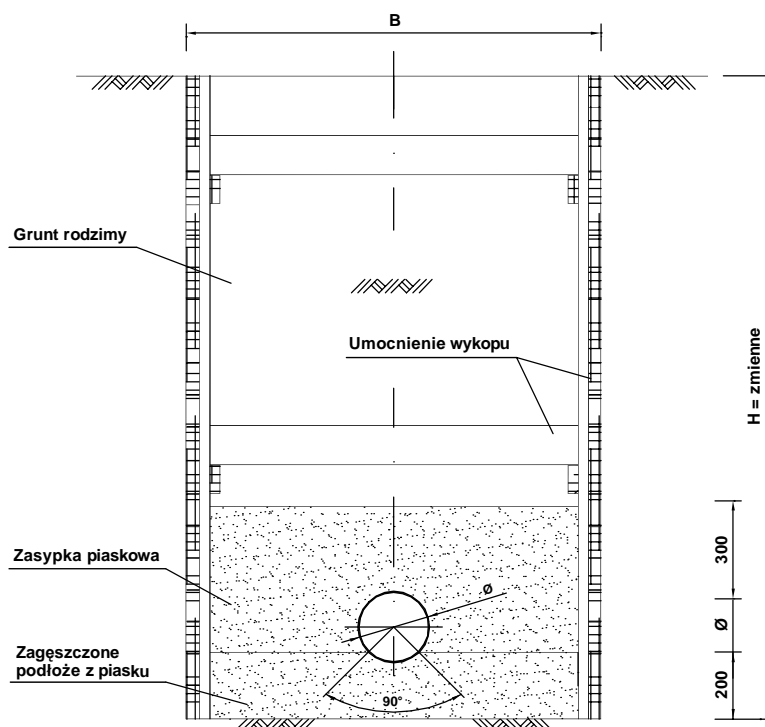 B
Grunt rodzimy
Umocnienie wykopu
H = zmienne
300
Zasypka piaskowa
Ø
Ø
Zagęszczone
podłoże z piasku
200
90°